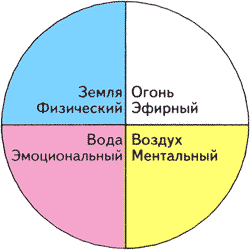 Земля
Физический
Огонь
Эфирный
Вода
Эмоциональный
Воздух
Ментальный